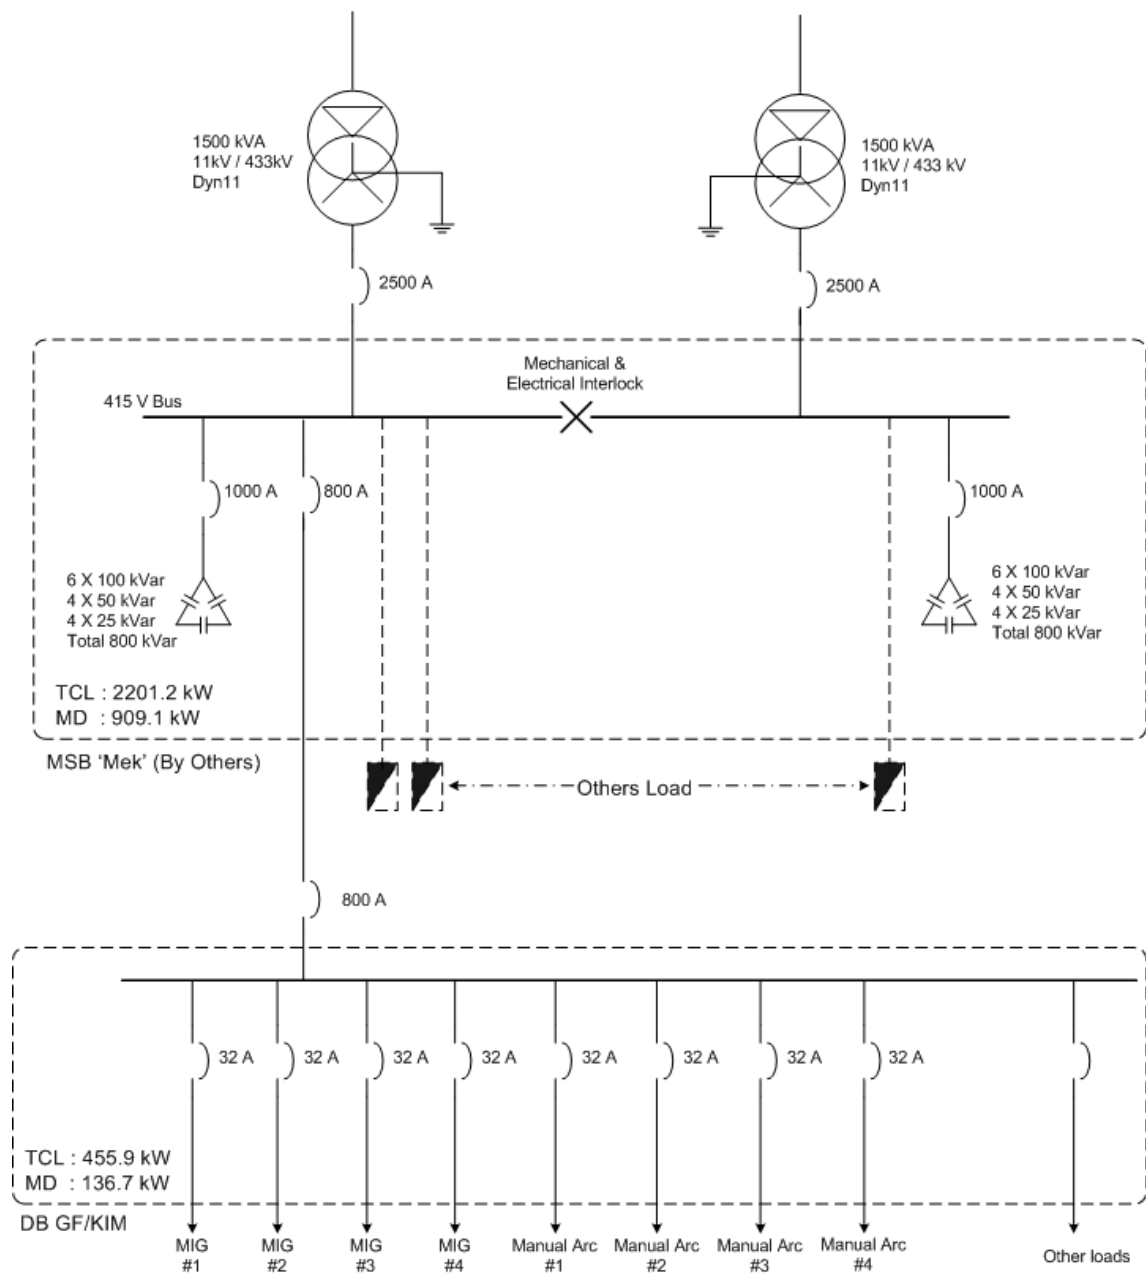 1500 kVA
11kV / 433kV
Dyn11
1500 kVA
11kV / 433 kV
Dyn11
2500 A
2500 A
Mechanical &
Electrical Interlock
415 V Bus
1000 A
800 A
1000 A
6 X 100 kVar
4 X 50 kVar
4 X 25 kVar
Total 800 kVar
6 X 100 kVar
4 X 50 kVar
4 X 25 kVar
Total 800 kVar
TCL : 2201.2 kW
MD : 909.1 kW
MSB 'Mek' (By Others)
Others Load
800 A
32 A
32 A
32 A
32 A
32 A
32 A
32 A
32 A
TCL : 455.9 kW
MD : 136.7 kW
DB GF/KIM
MIG
#1
MIG
#2
MIG
#3
MIG
#4
Manual Arc
#1
Manual Arc
#2
Manual Arc
#3
Manual Arc
#4
Other loads